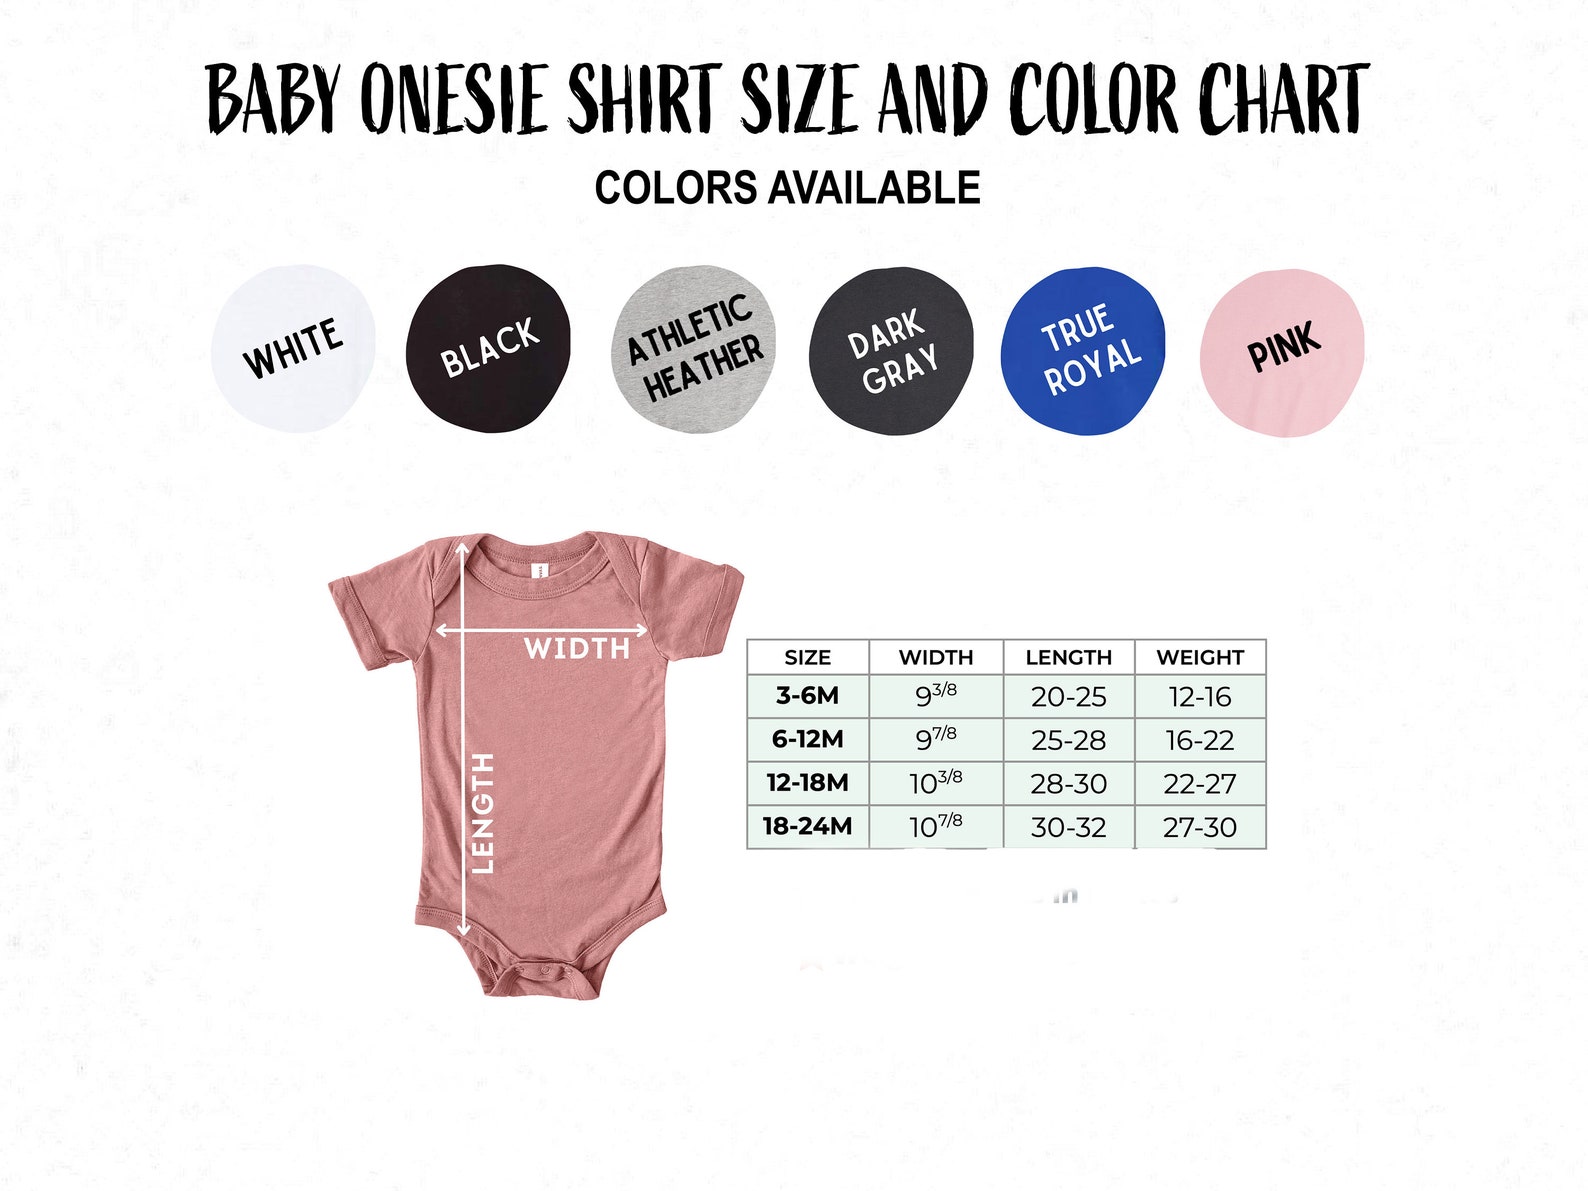 BABY ONESIE SHIRT SIZE AND COLOR CHART
COLORS AVAILABLE
WHITE
BLACK
ATHLETIC
HEATHER
DARK
GRAY
TRUE
ROYAL
PINK
WIDTH
LENGTH
SIZE WIDTH LENGTH WEIGHT
3-6M 9 3/8 20-25 12-16
6-12M 9 7/8 25-28 16-22
12-18M 10 3/8 28-30 22-27
18-24M 10 7/8 30-32 27-30